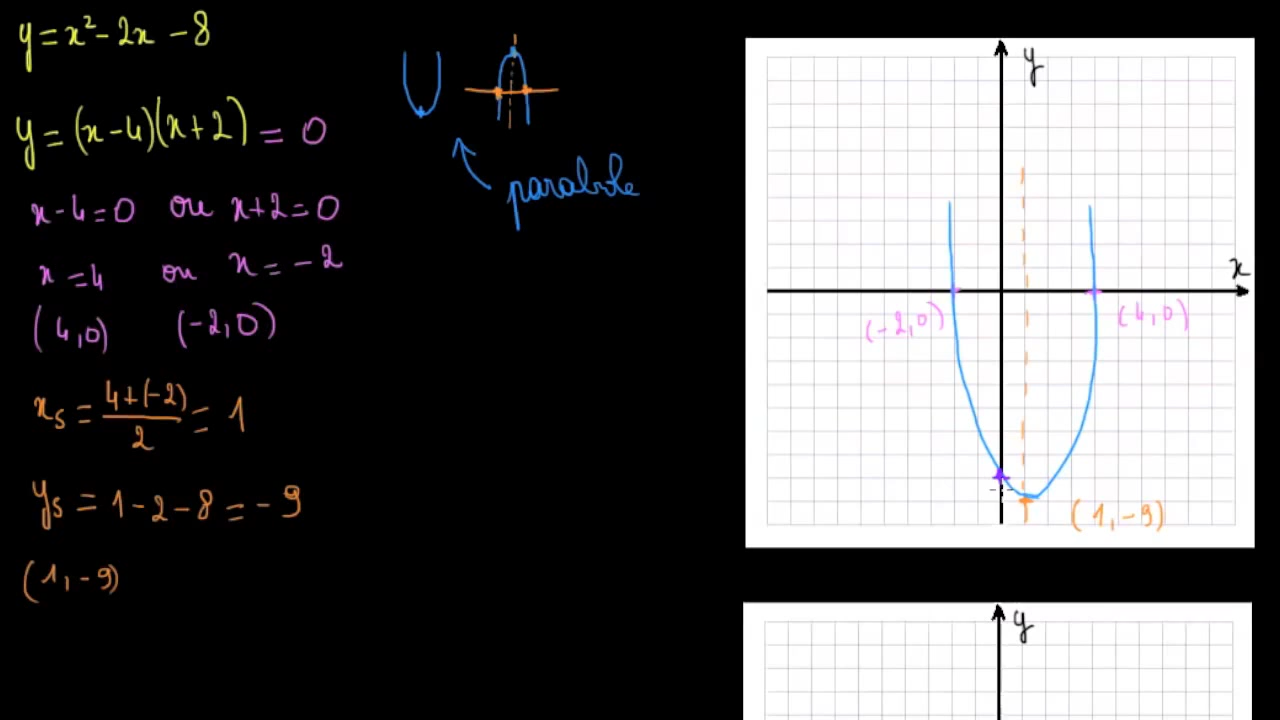 y = x² - 2x - 8
y = (x-4)(x+2) = 0
x-4=0 ou x+2=0
x=4 ou x=-2
(4,0) (-2,0)
xs = 4+(-2)/2 = 1
ys = 1-2-8 = -9
(1,-9)
parabole
y
x
(-2,0)
(4,0)
(1,-9)
y